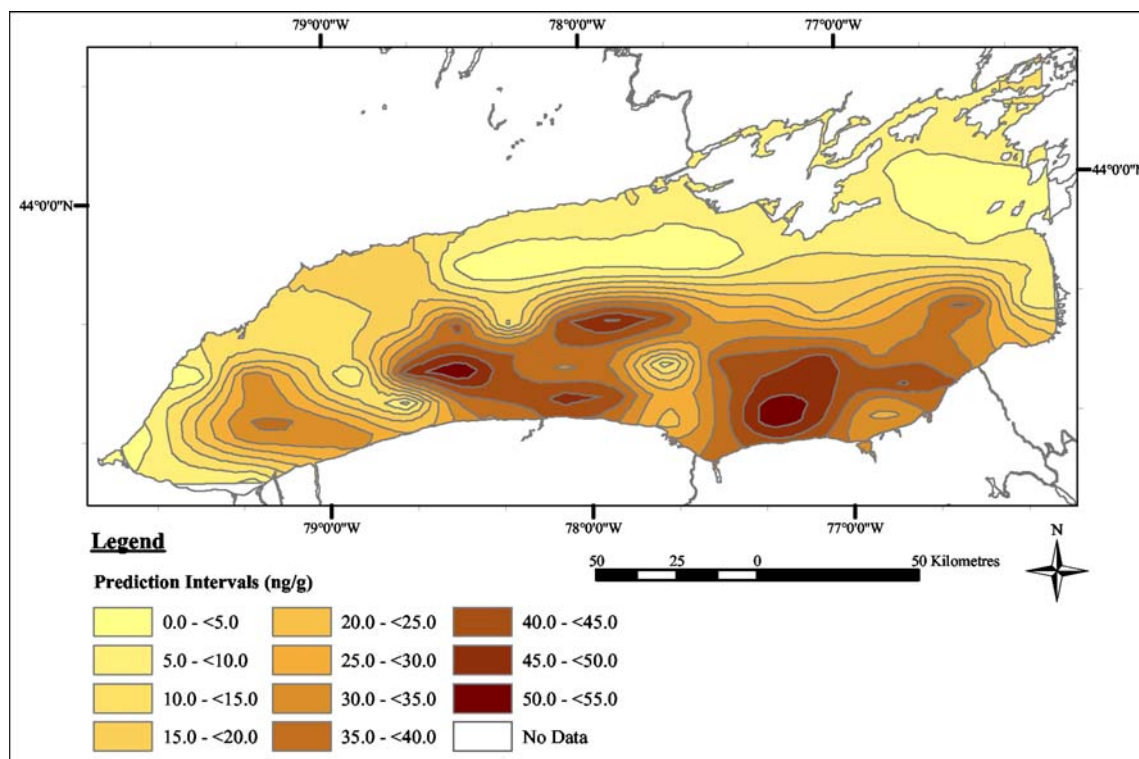 79°0'0"W 78°0'0"W 77°0'0"W
44°0'0"N
44°0'0"N
79°0'0"W 78°0'0"W 77°0'0"W
Legend
N
50 25 0 50 Kilometres
Prediction Intervals (ng/g)
0.0 - <5.0 20.0 - <25.0 40.0 - <45.0
5.0 - <10.0 25.0 - <30.0 45.0 - <50.0
10.0 - <15.0 30.0 - <35.0 50.0 - <55.0
15.0 - <20.0 35.0 - <40.0 No Data